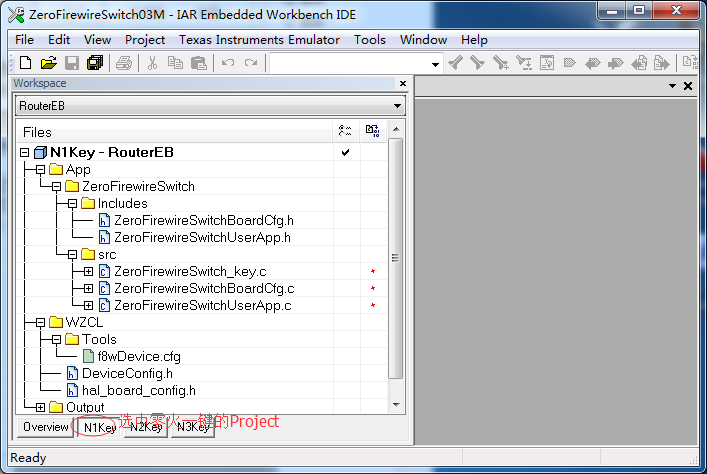 ZeroFirewireSwitch03M - IAR Embedded Workbench IDE
File Edit View Project Texas Instruments Emulator Tools Window Help
Workspace
RouterEB
Files
N1Key - RouterEB
App
ZeroFirewireSwitch
Includes
ZeroFirewireSwitchBoardCfg.h
ZeroFirewireSwitchUserApp.h
src
ZeroFirewireSwitch_key.c
ZeroFirewireSwitchBoardCfg.c
ZeroFirewireSwitchUserApp.c
WZCL
Tools
f8wDevice.cfg
DeviceConfig.h
hal_board_config.h
Output
选中零火一键的Project
Overview N1Key N2Key N3Key
Ready